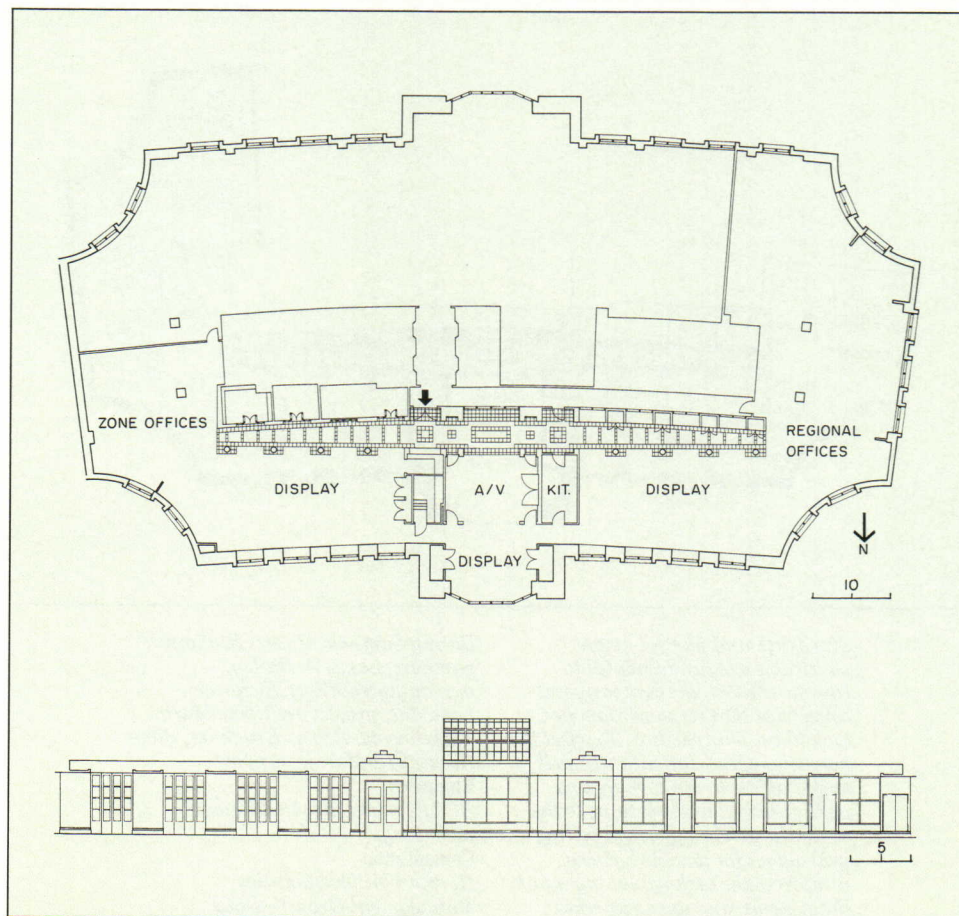 ZONE OFFICES
REGIONAL
OFFICES
DISPLAY
A/V
KIT.
DISPLAY
DISPLAY
N
10
5